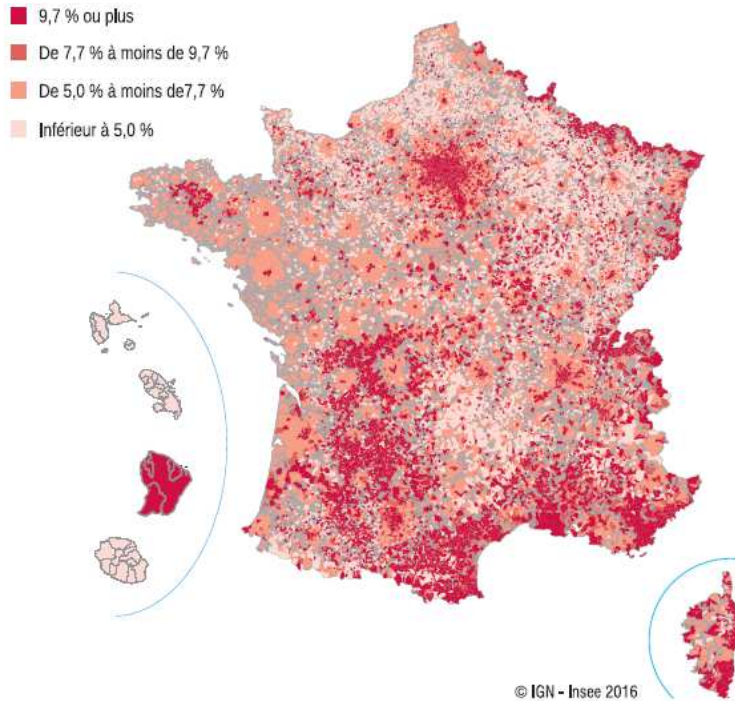 9,7 % ou plus
De 7,7 % à moins de 9,7 %
De 5,0 % à moins de7,7 %
Inférieur à 5,0 %
© IGN - Insee 2016